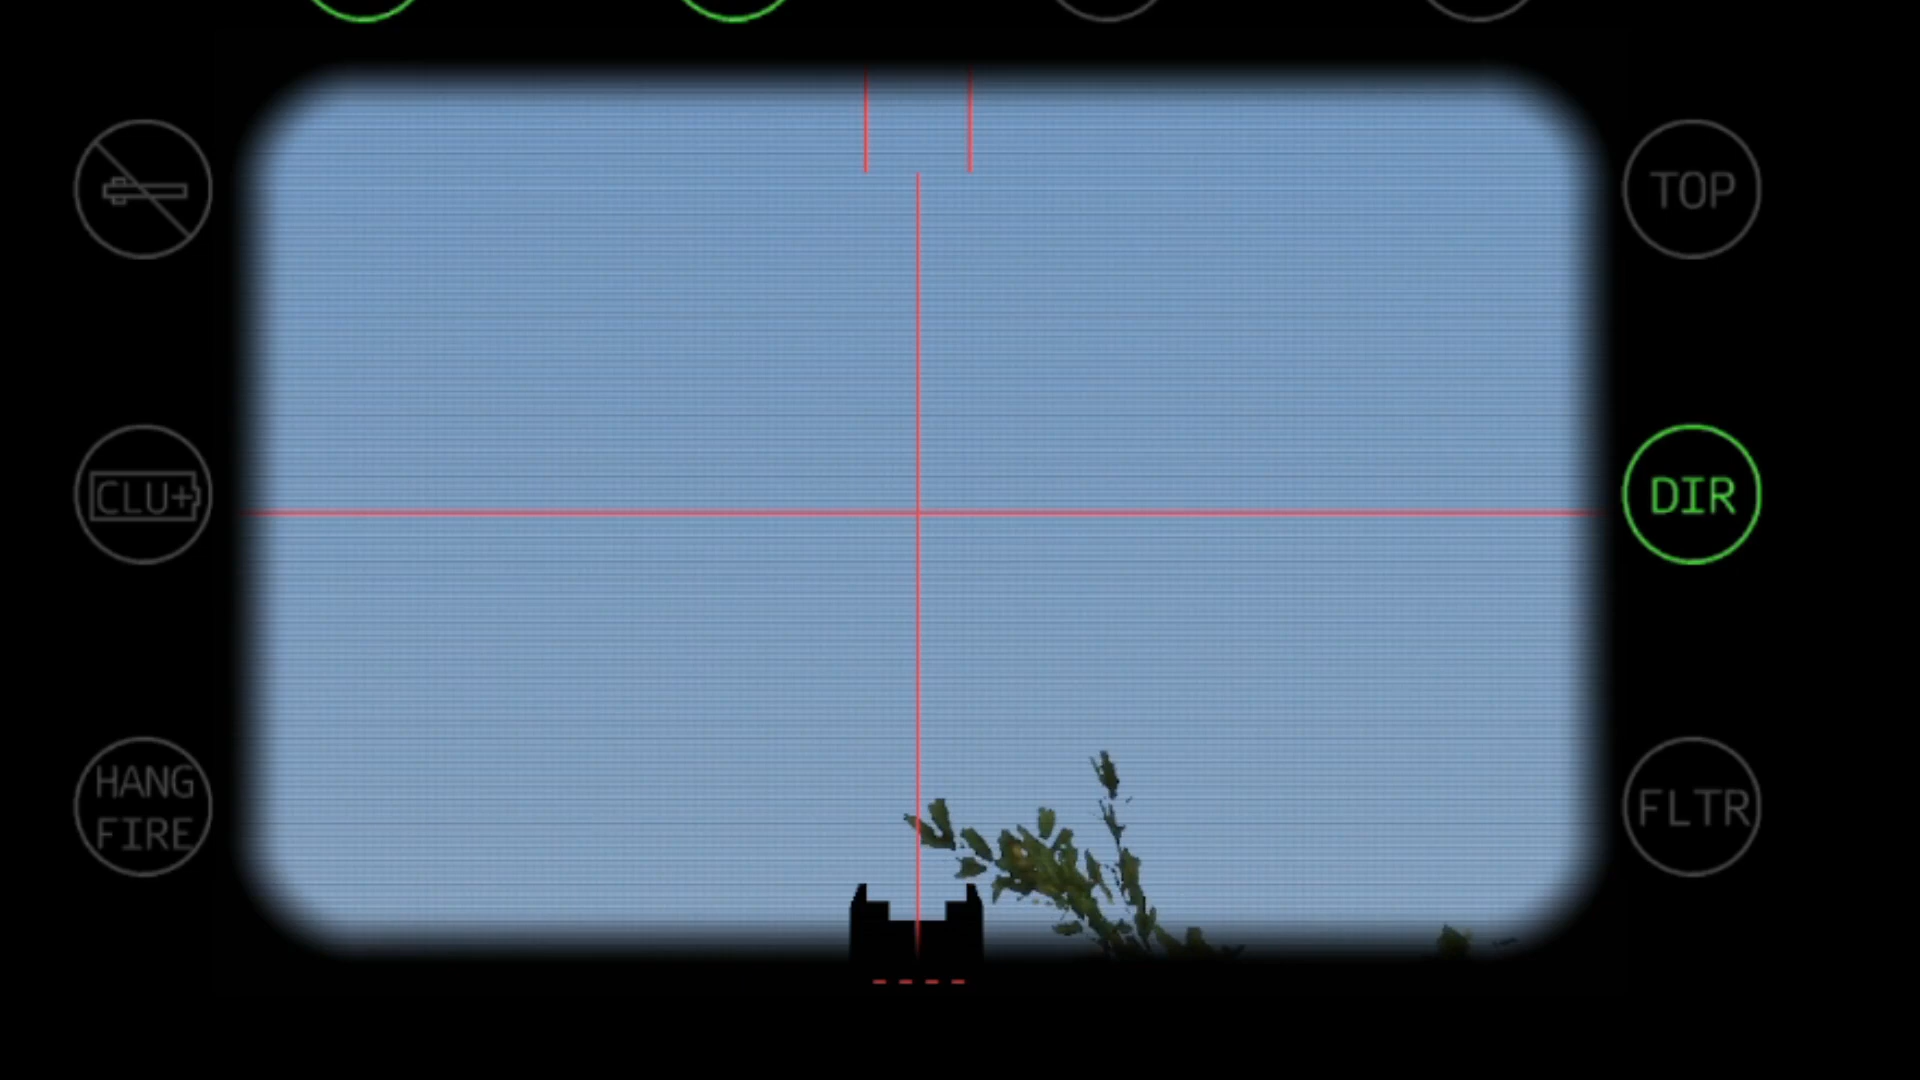 TOP
CLU+
DIR
HANG
FIRE
FLTR
----